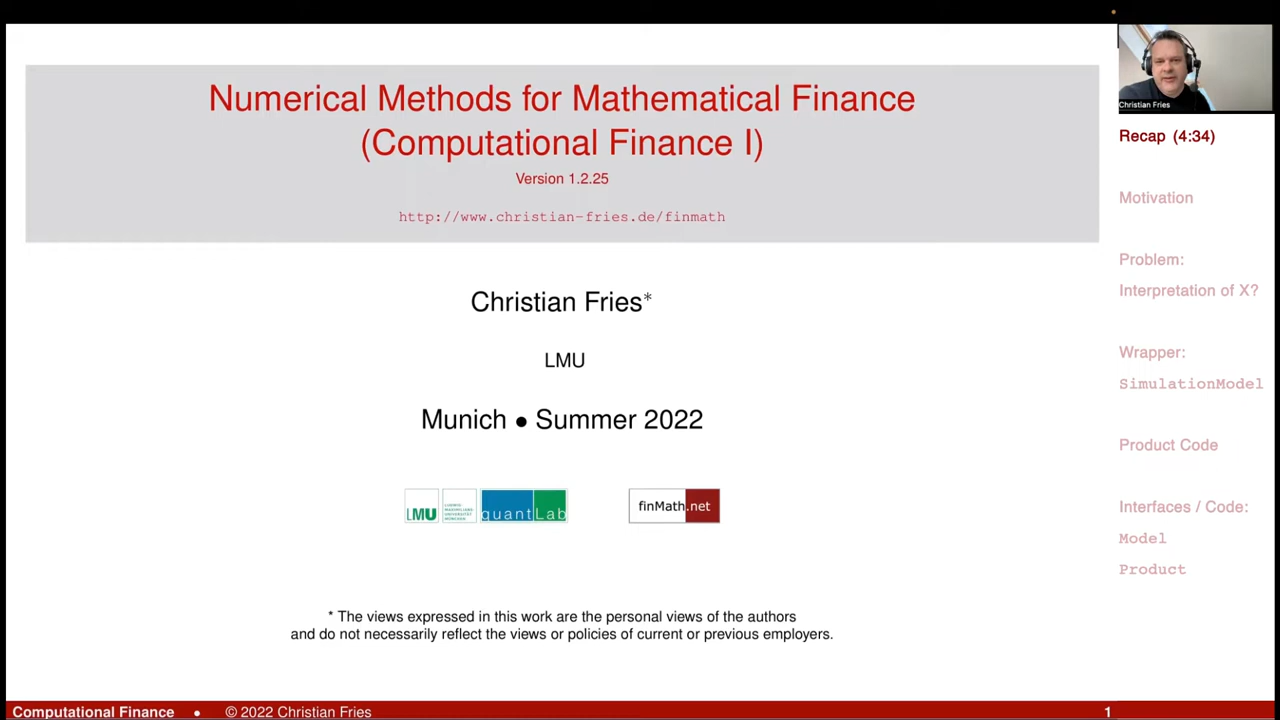 Numerical Methods for Mathematical Finance
(Computational Finance I)
Version 1.2.25
http://www.christian-fries.de/finmath
Christian Fries*
LMU
Munich • Summer 2022
LMU
LUDWIG
MAXIMILIANS
UNIVERSITÄT
MÜNCHEN
quantLab
finMath.net
* The views expressed in this work are the personal views of the authors
and do not necessarily reflect the views or policies of current or previous employers.
Christian Fries
Recap (4:34)
Motivation
Problem:
Interpretation of X?
Wrapper:
SimulationModel
Product Code
Interfaces / Code:
Model
Product
Computational Finance • © 2022 Christian Fries 1